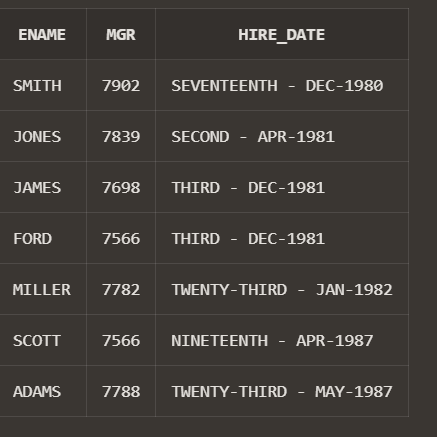 ENAME MGR HIRE_DATE
SMITH 7902 SEVENTEENTH - DEC-1980
JONES 7839 SECOND - APR-1981
JAMES 7698 THIRD - DEC-1981
FORD 7566 THIRD - DEC-1981
MILLER 7782 TWENTY-THIRD - JAN-1982
SCOTT 7566 NINETEENTH - APR-1987
ADAMS 7788 TWENTY-THIRD - MAY-1987